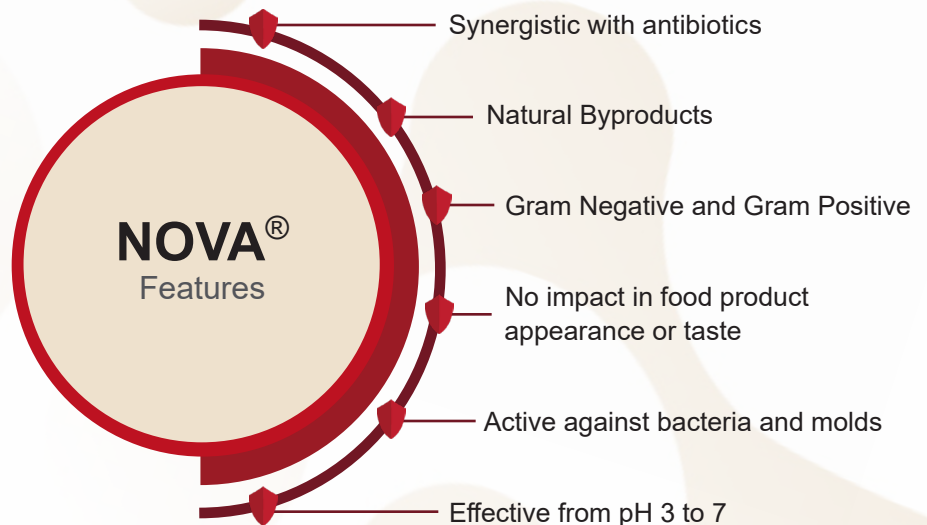 Synergistic with antibiotics
Natural Byproducts
Gram Negative and Gram Positive
NOVA®
Features
No impact in food product
appearance or taste
Active against bacteria and molds
Effective from pH 3 to 7